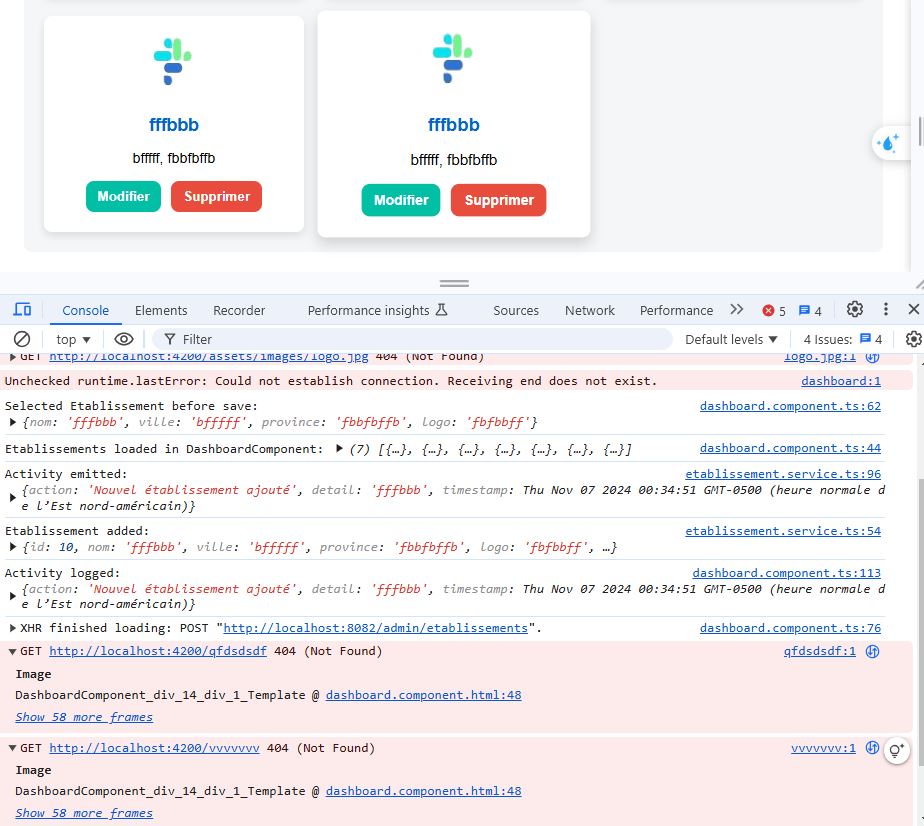 fffbbb
fffbbb
bfffff, fbbfbffb
bfffff, fbbfbffb
Modifier Supprimer
Modifier Supprimer
Console Elements Recorder Performance insights Sources Network Performance 5 4
top Filter Default levels 4 Issues: 4
GET http://localhost:4200/assets/images/logo.jpg 404 (Not Found) logo.jpg:1
Unchecked runtime.lastError: Could not establish connection. Receiving end does not exist. dashboard:1
Selected Etablissement before save: dashboard.component.ts:62
{nom: 'fffbbb', ville: 'bfffff', province: 'fbbfbffb', logo: 'fbfbbff'}
Etablissements loaded in DashboardComponent: (7) [{…}, {…}, {…}, {…}, {…}, {…}, {…}] dashboard.component.ts:44
Activity emitted: etablissement.service.ts:96
{action: 'Nouvel établissement ajouté', detail: 'fffbbb', timestamp: Thu Nov 07 2024 00:34:51 GMT-0500 (heure normale d
e l’Est nord-américain)}
Etablissement added: etablissement.service.ts:54
{id: 10, nom: 'fffbbb', ville: 'bfffff', province: 'fbbfbffb', logo: 'fbfbbff', …}
Activity logged: dashboard.component.ts:113
{action: 'Nouvel établissement ajouté', detail: 'fffbbb', timestamp: Thu Nov 07 2024 00:34:51 GMT-0500 (heure normale d
e l’Est nord-américain)}
XHR finished loading: POST "http://localhost:8082/admin/etablissements". dashboard.component.ts:76
GET http://localhost:4200/qfdsdsdf 404 (Not Found) qfdsdsdf:1
Image
DashboardComponent_div_14_div_1_Template @ dashboard.component.html:48
Show 58 more frames
GET http://localhost:4200/vvvvvvv 404 (Not Found) vvvvvvv:1
Image
DashboardComponent_div_14_div_1_Template @ dashboard.component.html:48
Show 58 more frames